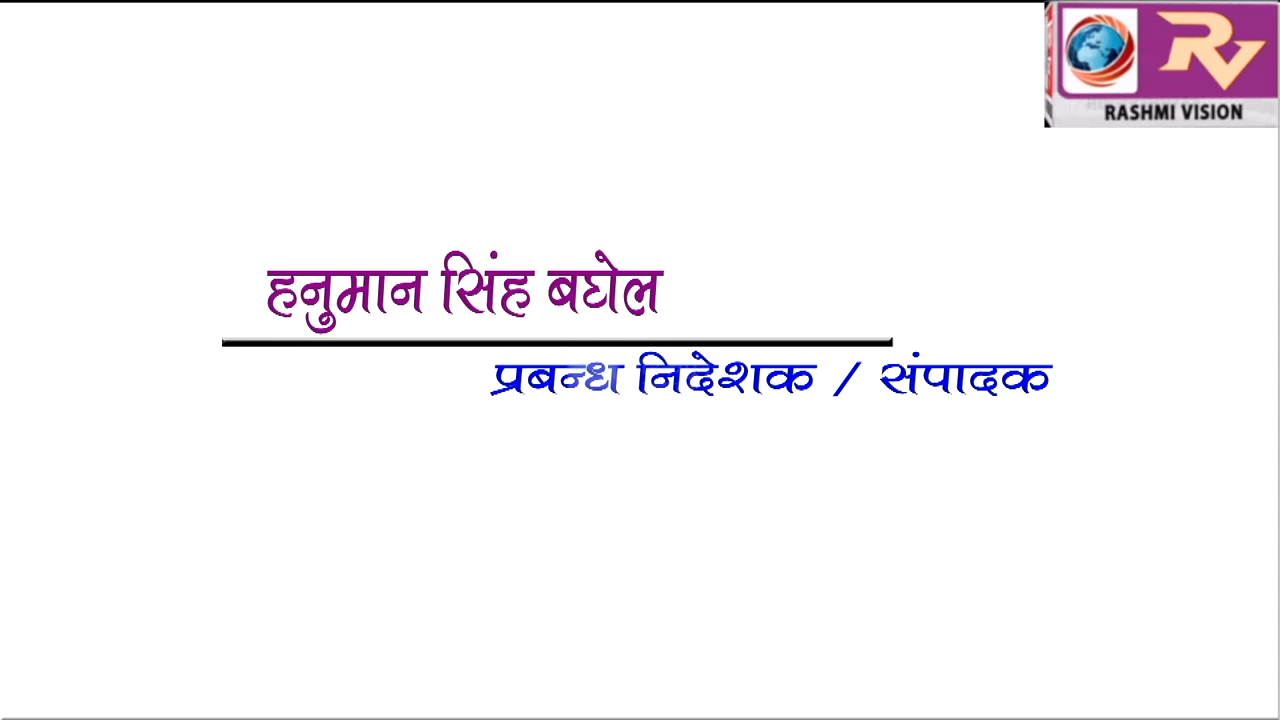 RV
RASHMI VISION
हनुमान सिंह बघेल
प्रबन्ध निदेशक / संपादक